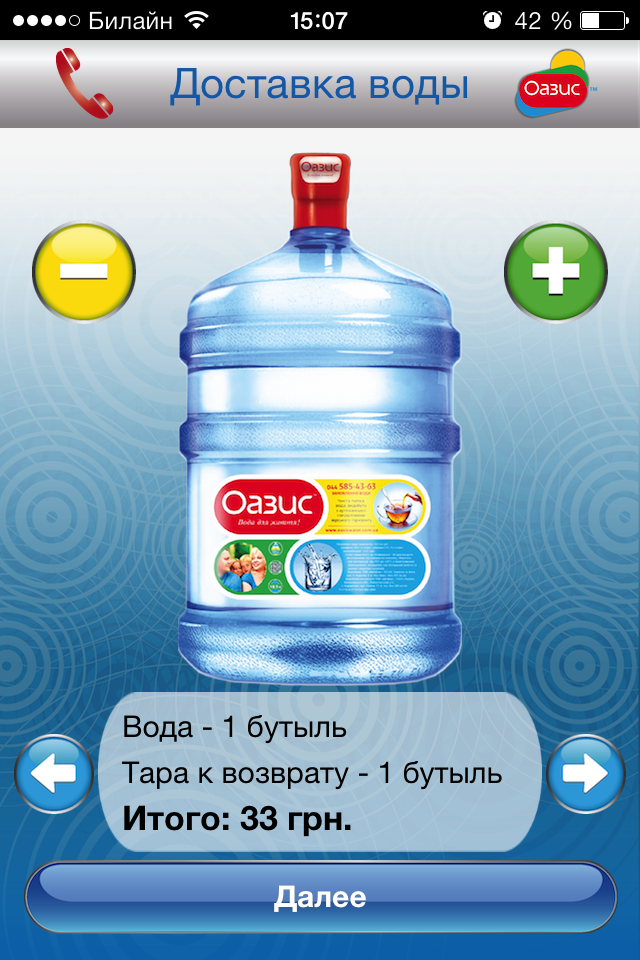 Билайн 15:07 42 %
Доставка воды
Оазис™
Оазис
Оазис
Вода для життя!
044 585-43-63
Вода - 1 бутыль
Тара к возврату - 1 бутыль
Итого: 33 грн.
Далее